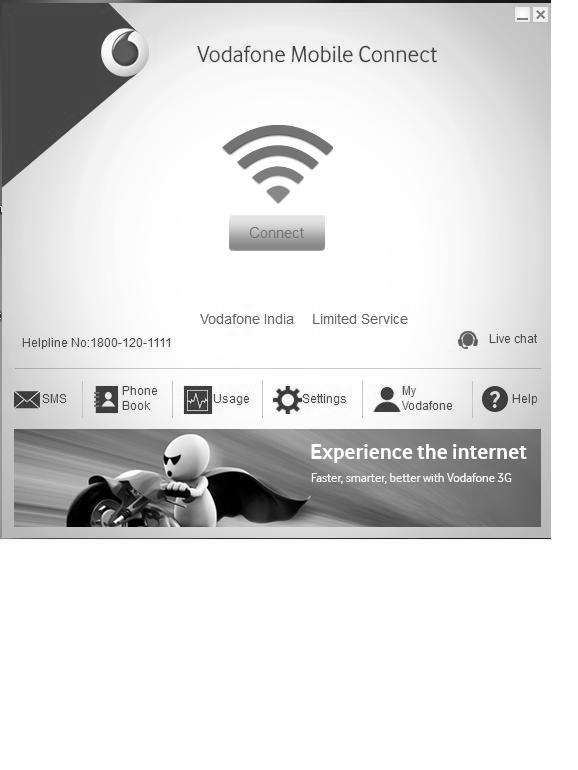 Vodafone Mobile Connect
Connect
Vodafone India Limited Service
Helpline No:1800-120-1111
Live chat
SMS
Phone
Book
Usage
Settings
My
Vodafone
Help
Experience the internet
Faster, smarter, better with Vodafone 3G